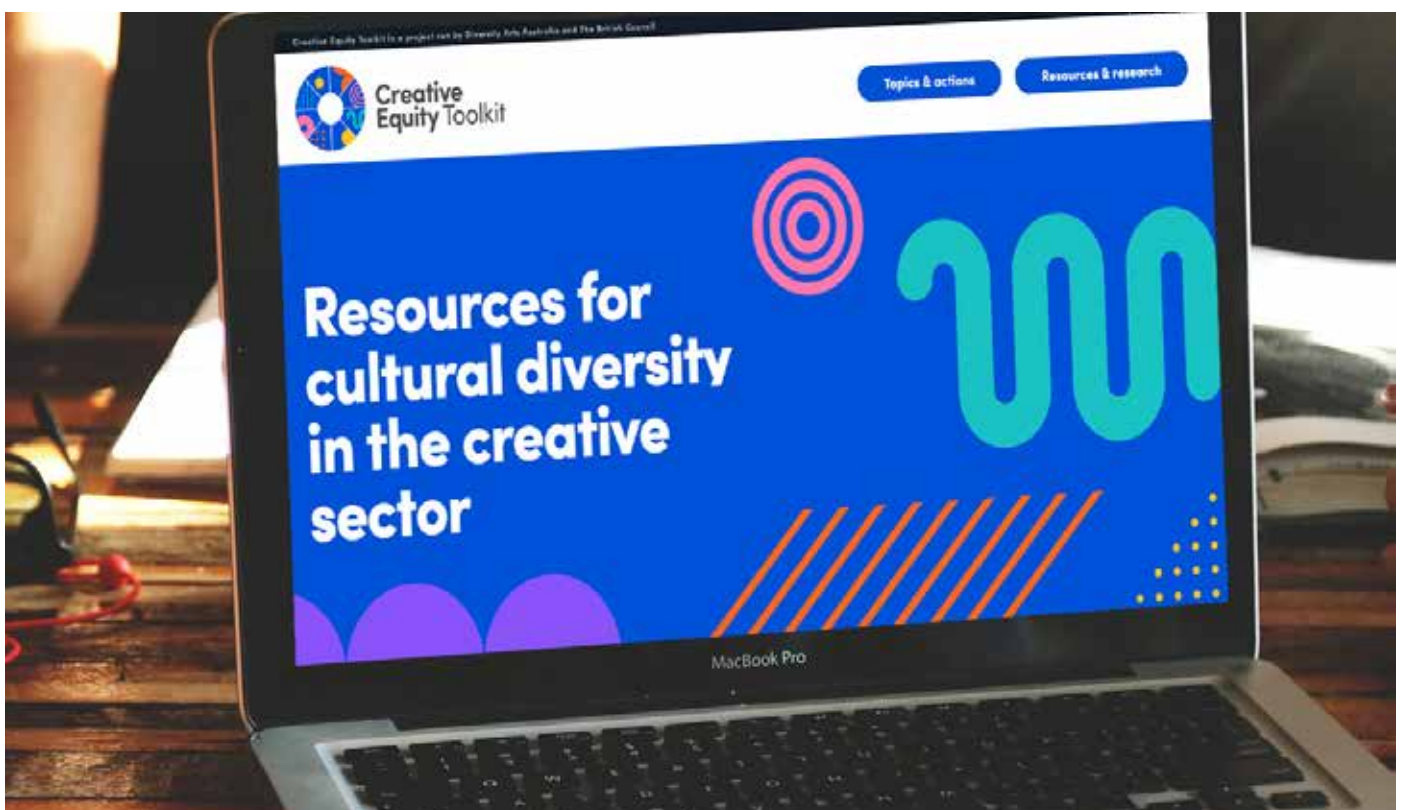 Creative Equity Toolkit is a project run by Diversity Arts Australia and The British Council
Creative
Equity Toolkit
Topics & actions
Resources & research
Resources for
cultural diversity
in the creative
sector
MacBook Pro